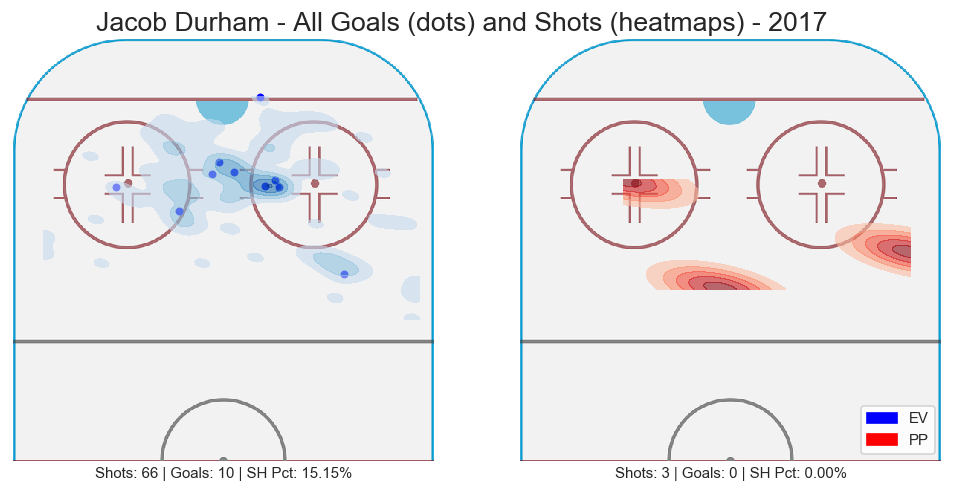 Jacob Durham - All Goals (dots) and Shots (heatmaps) - 2017
EV
PP
Shots: 66 | Goals: 10 | SH Pct: 15.15%
Shots: 3 | Goals: 0 | SH Pct: 0.00%